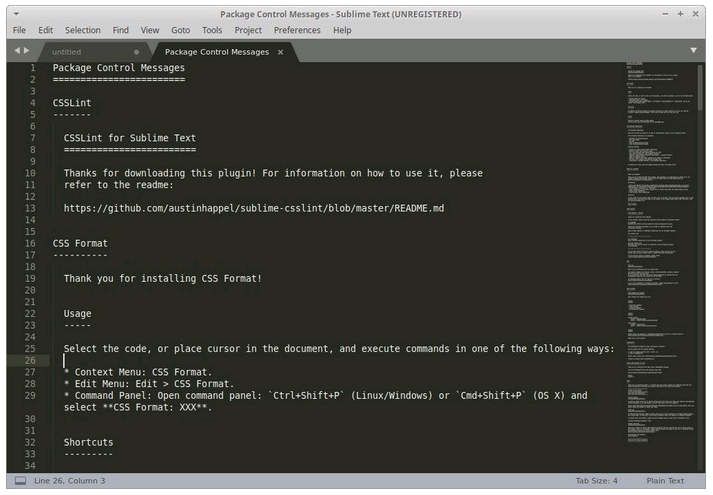 Package Control Messages - Sublime Text (UNREGISTERED)
File Edit Selection Find View Goto Tools Project Preferences Help
untitled Package Control Messages
1 Package Control Messages
2 ========================
3
4 CSSLint
5 -------
6
7 CSSLint for Sublime Text
8 ========================
9
10 Thanks for downloading this plugin! For information on how to use it, please
11 refer to the readme:
12
13 https://github.com/austinhappel/sublime-csslint/blob/master/README.md
14
15
16 CSS Format
17 ----------
18
19 Thank you for installing CSS Format!
20
21
22 Usage
23 -----
24
25 Select the code, or place cursor in the document, and execute commands in one of the following ways:
26
27 * Context Menu: CSS Format.
28 * Edit Menu: Edit > CSS Format.
29 * Command Panel: Open command panel: `Ctrl+Shift+P` (Linux/Windows) or `Cmd+Shift+P` (OS X) and
select **CSS Format: XXX**.
30
31
32 Shortcuts
33 ---------
34
Line 26, Column 3 Tab Size: 4 Plain Text